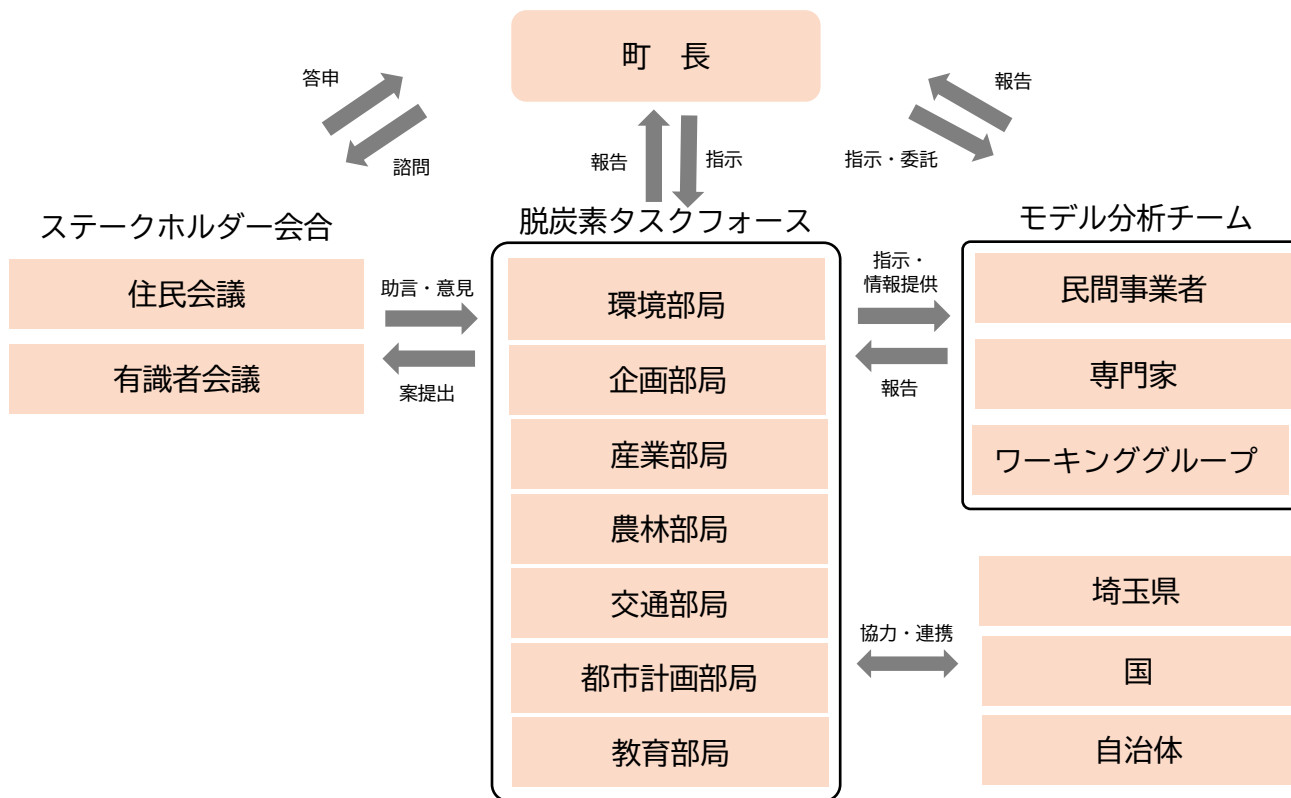 町　長
答申
諮問
報告
指示
報告
指示・委託
ステークホルダー会合
住民会議
有識者会議
助言・意見
案提出
脱炭素タスクフォース
環境部局
企画部局
産業部局
農林部局
交通部局
都市計画部局
教育部局
指示・
情報提供
報告
モデル分析チーム
民間事業者
専門家
ワーキンググループ
協力・連携
埼玉県
国
自治体